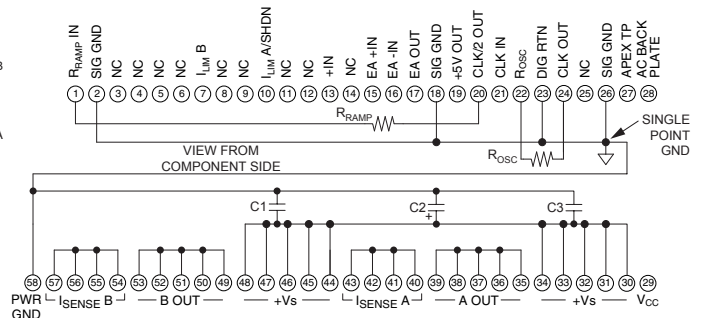 B
A
R_RAMP IN
SIG GND
NC
NC
NC
NC
I_LIM B
NC
NC
I_LIM A/SHDN
NC
NC
+IN
NC
EA +IN
EA -IN
EA OUT
SIG GND
+5V OUT
CLK/2 OUT
CLK IN
R_OSC
DIG RTN
CLK OUT
NC
SIG GND
APEX TP
AC BACK PLATE
1 2 3 4 5 6 7 8 9 10 11 12 13 14 15 16 17 18 19 20 21 22 23 24 25 26 27 28
R_RAMP
VIEW FROM
COMPONENT SIDE
R_OSC
SINGLE
POINT
GND
C1
C2
+
C3
58 57 56 55 54 53 52 51 50 49 48 47 46 45 44 43 42 41 40 39 38 37 36 35 34 33 32 31 30 29
PWR
GND
I_SENSE B
B OUT
+Vs
I_SENSE A
A OUT
+Vs
V_CC